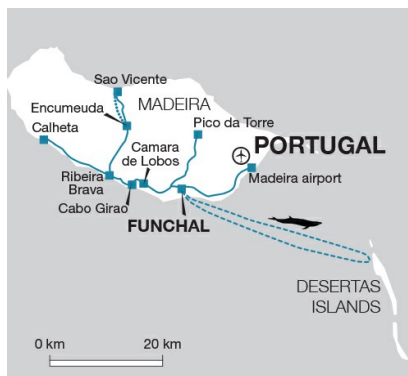 Sao Vicente
Encumeuda
MADEIRA
Calheta
Pico da Torre
Camara
de Lobos
PORTUGAL
Ribeira
Brava
Madeira airport
Cabo Girao
FUNCHAL
DESERTAS
ISLANDS
0 km
20 km